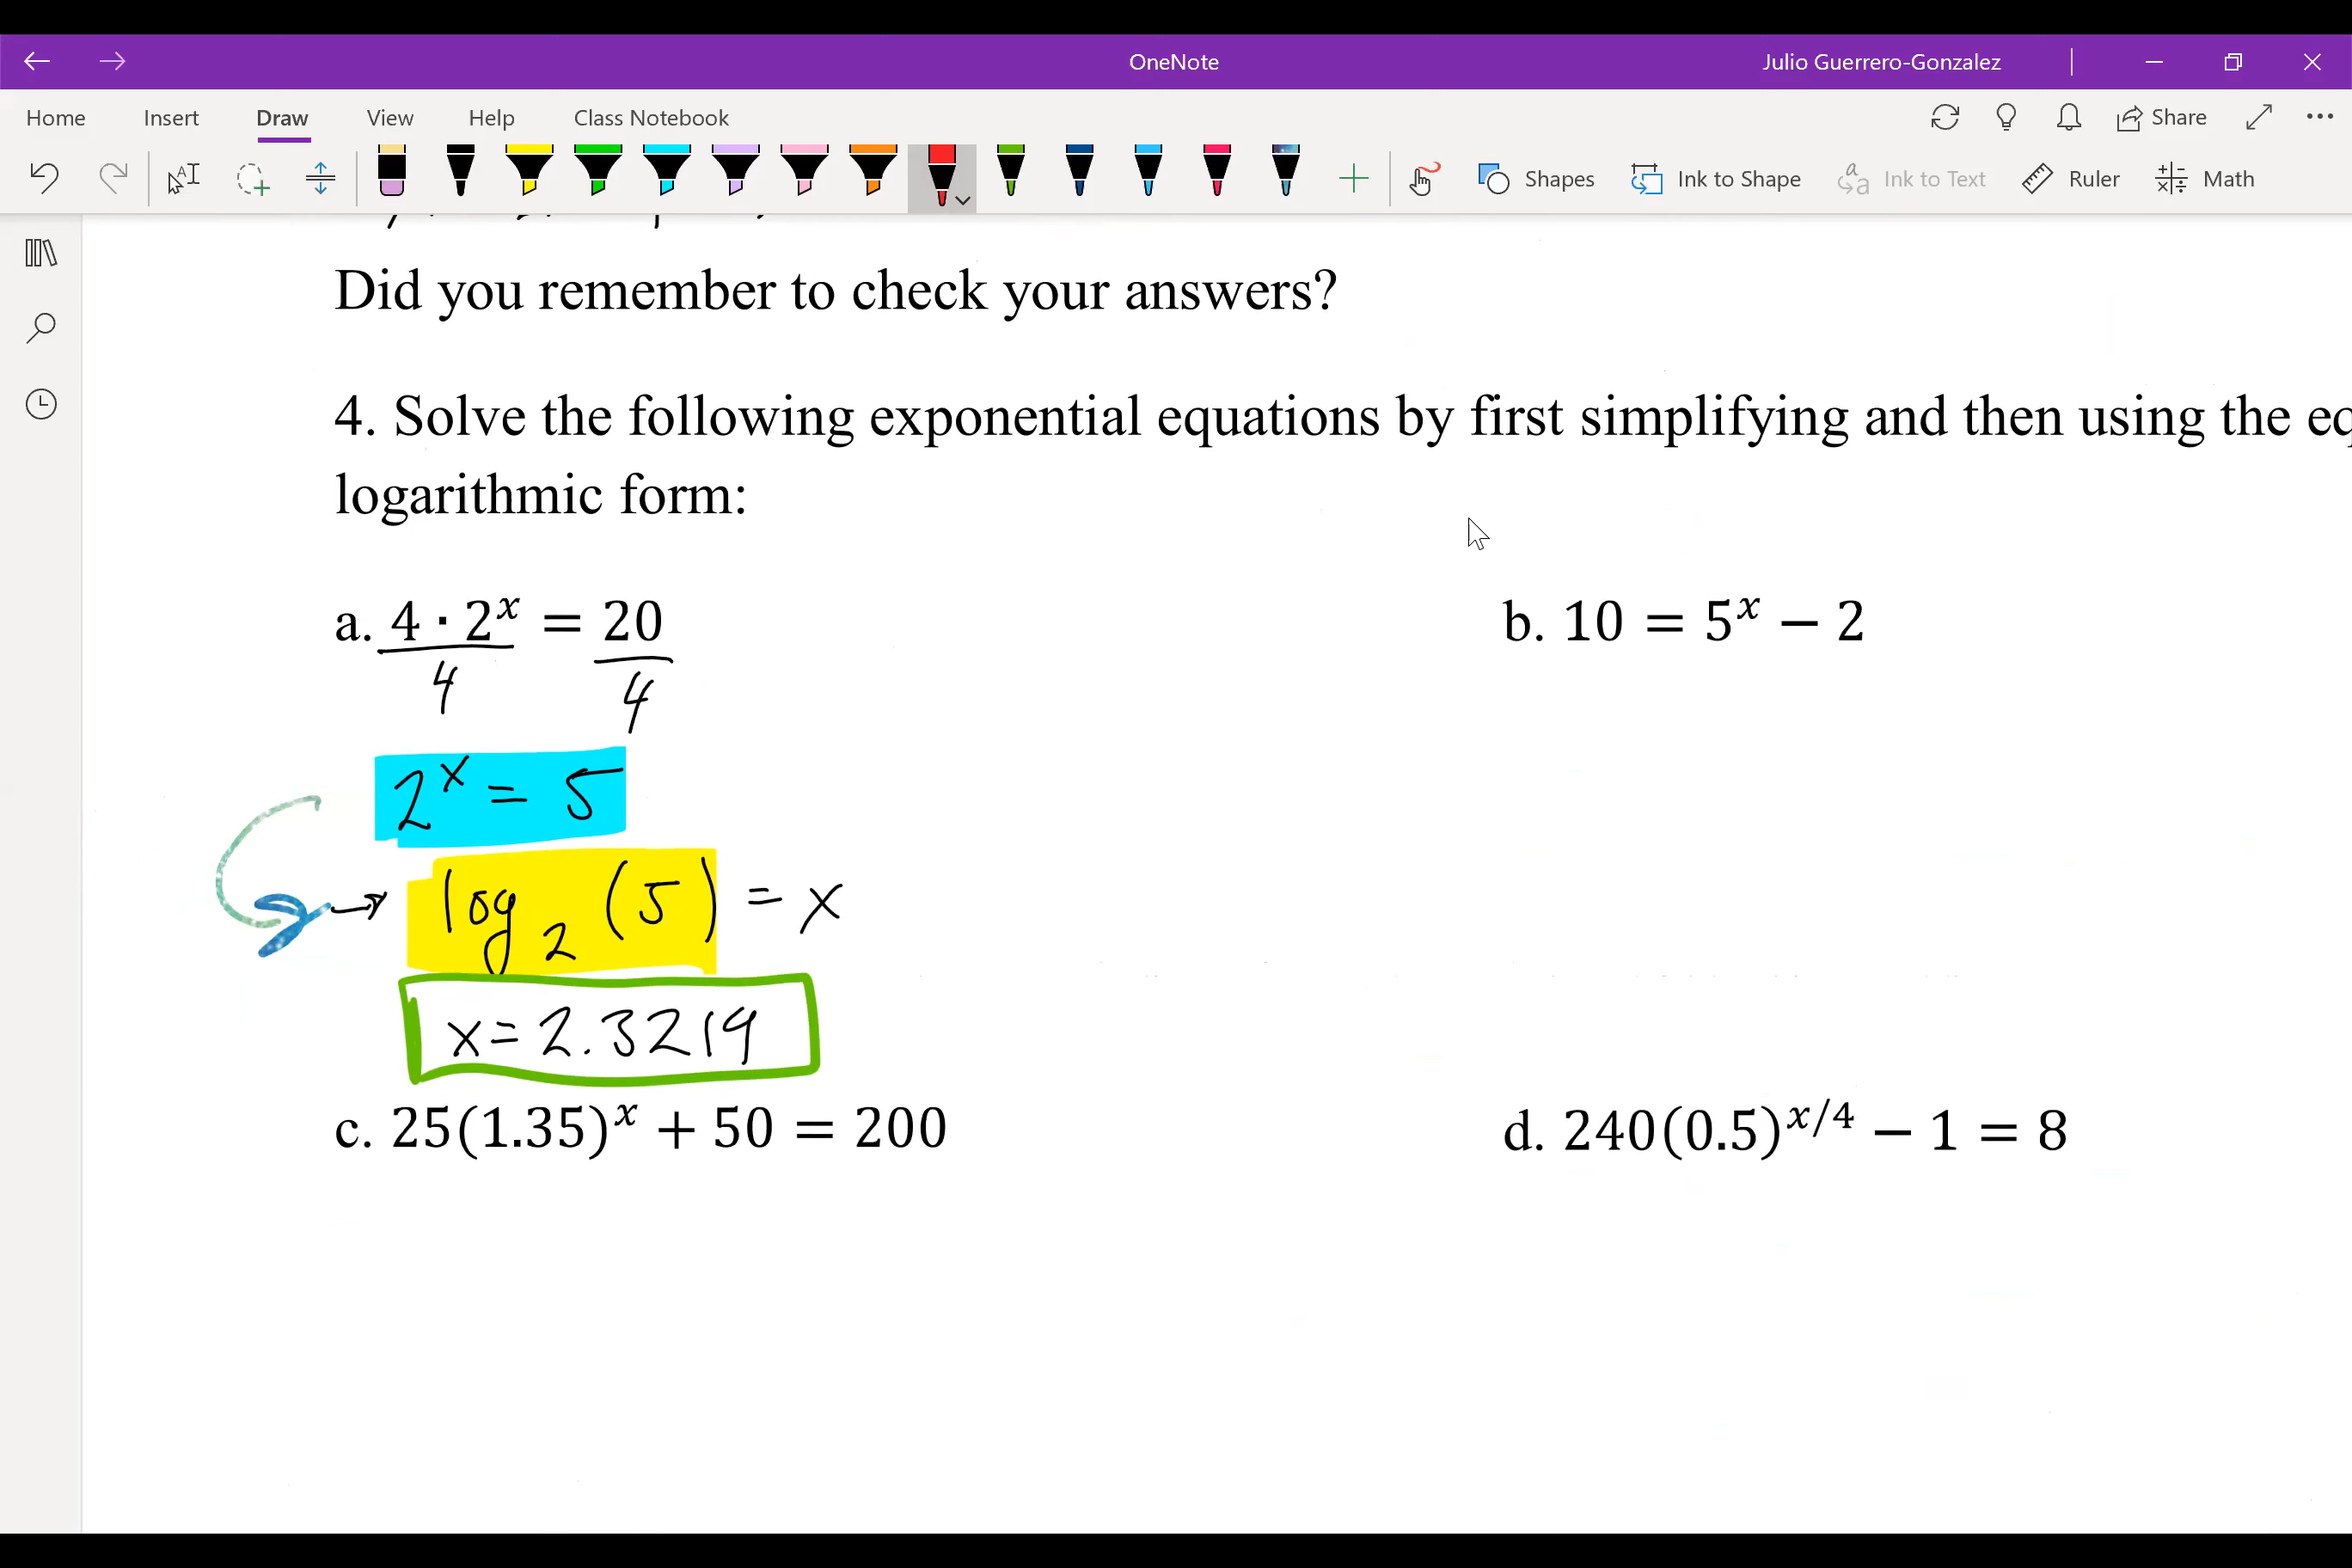 OneNote
Julio Guerrero-Gonzalez
Home Insert Draw View Help Class Notebook
Share
Shapes Ink to Shape Ink to Text Ruler Math
Did you remember to check your answers?
4. Solve the following exponential equations by first simplifying and then using the eq
logarithmic form:
a. 4 · 2^x = 20
4 4
2^x = 5
log_2 (5) = x
x = 2.3219
b. 10 = 5^x − 2
c. 25(1.35)^x + 50 = 200
d. 240(0.5)^{x/4} − 1 = 8